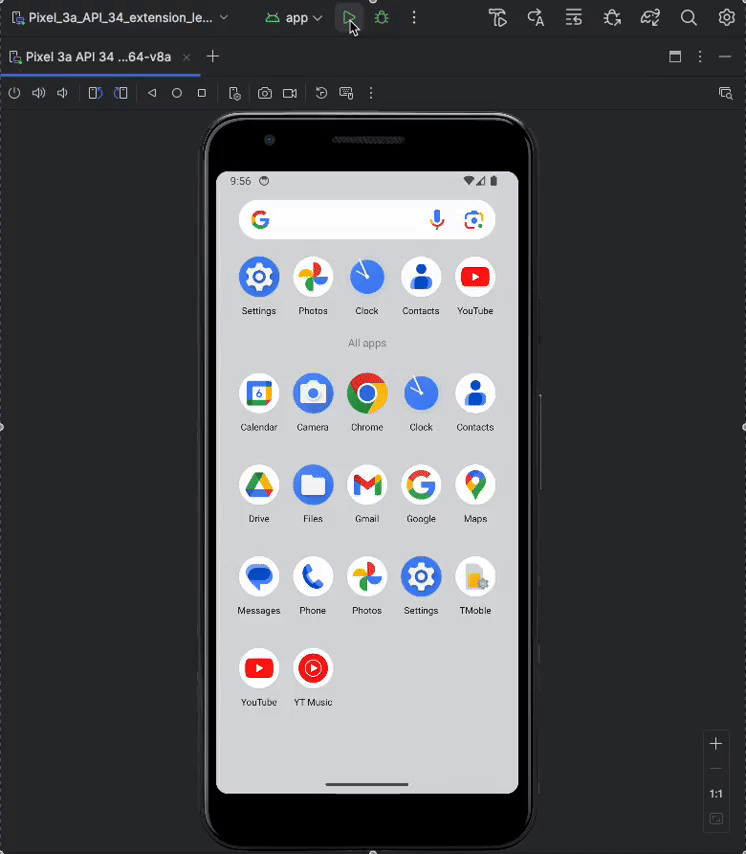 Pixel_3a_API_34_extension_le... app
Pixel 3a API 34 ...64-v8a
9:56
Settings Photos Clock Contacts YouTube
All apps
Calendar Camera Chrome Clock Contacts
Drive Files Gmail Google Maps
Messages Phone Photos Settings TMoble
YouTube YT Music
1:1